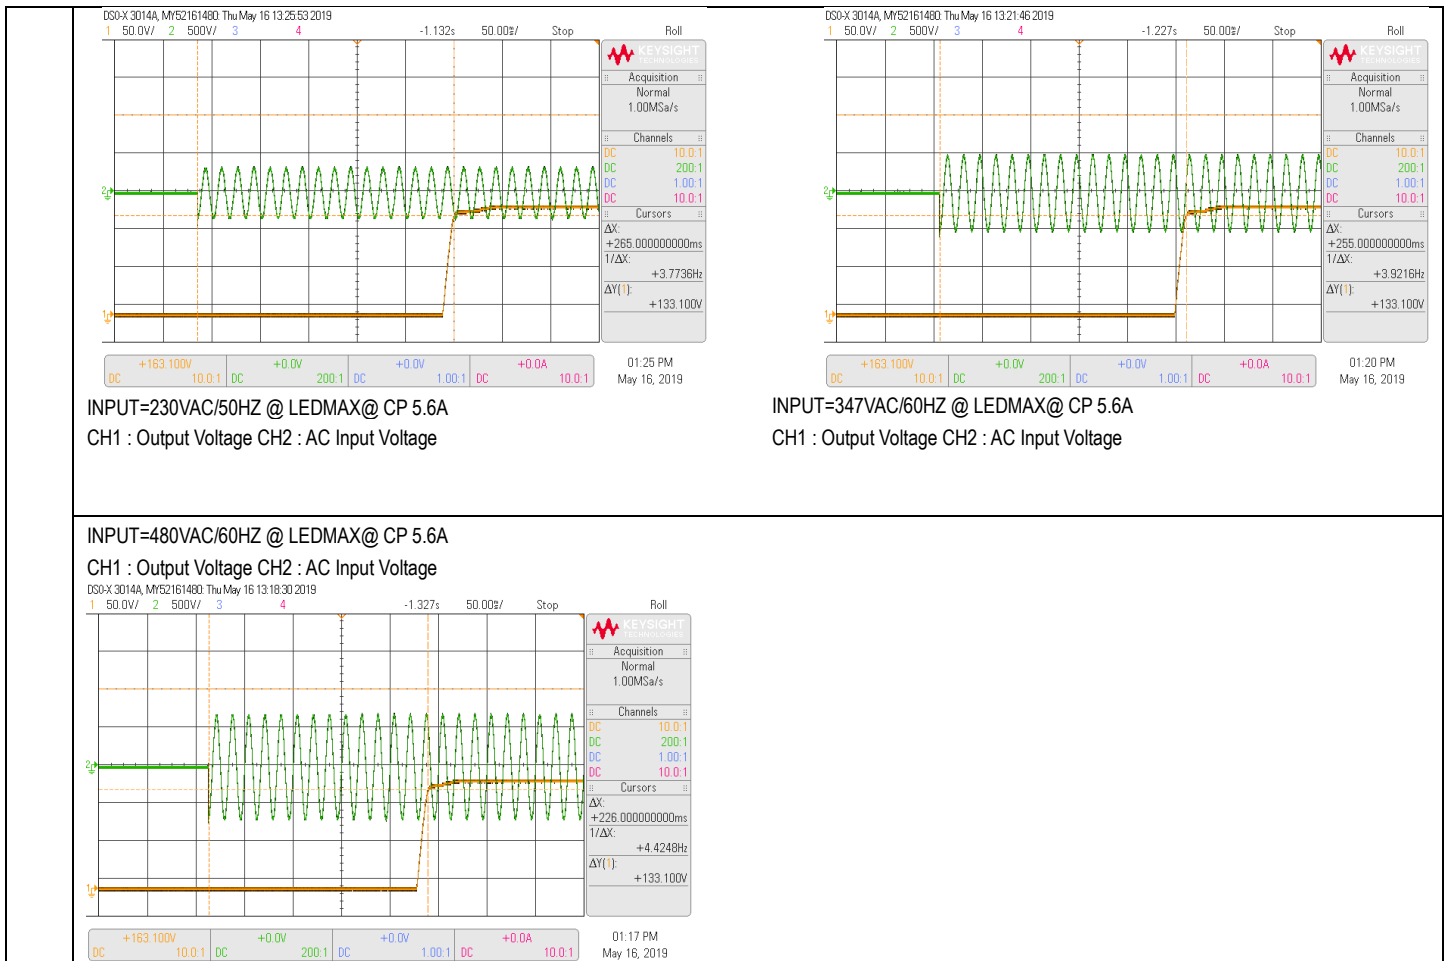 DSO-X 3014A, MY52161480: Thu May 16 13:25:53 2019
1 50.0V/ 2 500V/ 3 4 -1.132s 50.00ms/ Stop Roll
KEYSIGHT
TECHNOLOGIES
Acquisition
Normal
1.00MSa/s
Channels
DC 10.0:1
DC 200:1
DC 1.00:1
DC 10.0:1
Cursors
ΔX:
+265.000000000ms
1/ΔX:
+3.7736Hz
ΔY(1):
+133.100V
2
1
+163.100V +0.0V +0.0V +0.0A
DC 10.0:1 DC 200:1 DC 1.00:1 DC 10.0:1
01:25 PM
May 16, 2019
INPUT=230VAC/50HZ @ LEDMAX@ CP 5.6A
CH1 : Output Voltage CH2 : AC Input Voltage
DSO-X 3014A, MY52161480: Thu May 16 13:21:46 2019
1 50.0V/ 2 500V/ 3 4 -1.227s 50.00ms/ Stop Roll
KEYSIGHT
TECHNOLOGIES
Acquisition
Normal
1.00MSa/s
Channels
DC 10.0:1
DC 200:1
DC 1.00:1
DC 10.0:1
Cursors
ΔX:
+255.000000000ms
1/ΔX:
+3.9216Hz
ΔY(1):
+133.100V
2
1
+163.100V +0.0V +0.0V +0.0A
DC 10.0:1 DC 200:1 DC 1.00:1 DC 10.0:1
01:20 PM
May 16, 2019
INPUT=347VAC/60HZ @ LEDMAX@ CP 5.6A
CH1 : Output Voltage CH2 : AC Input Voltage
INPUT=480VAC/60HZ @ LEDMAX@ CP 5.6A
CH1 : Output Voltage CH2 : AC Input Voltage
DSO-X 3014A, MY52161480: Thu May 16 13:18:30 2019
1 50.0V/ 2 500V/ 3 4 -1.327s 50.00ms/ Stop Roll
KEYSIGHT
TECHNOLOGIES
Acquisition
Normal
1.00MSa/s
Channels
DC 10.0:1
DC 200:1
DC 1.00:1
DC 10.0:1
Cursors
ΔX:
+226.000000000ms
1/ΔX:
+4.4248Hz
ΔY(1):
+133.100V
2
1
+163.100V +0.0V +0.0V +0.0A
DC 10.0:1 DC 200:1 DC 1.00:1 DC 10.0:1
01:17 PM
May 16, 2019